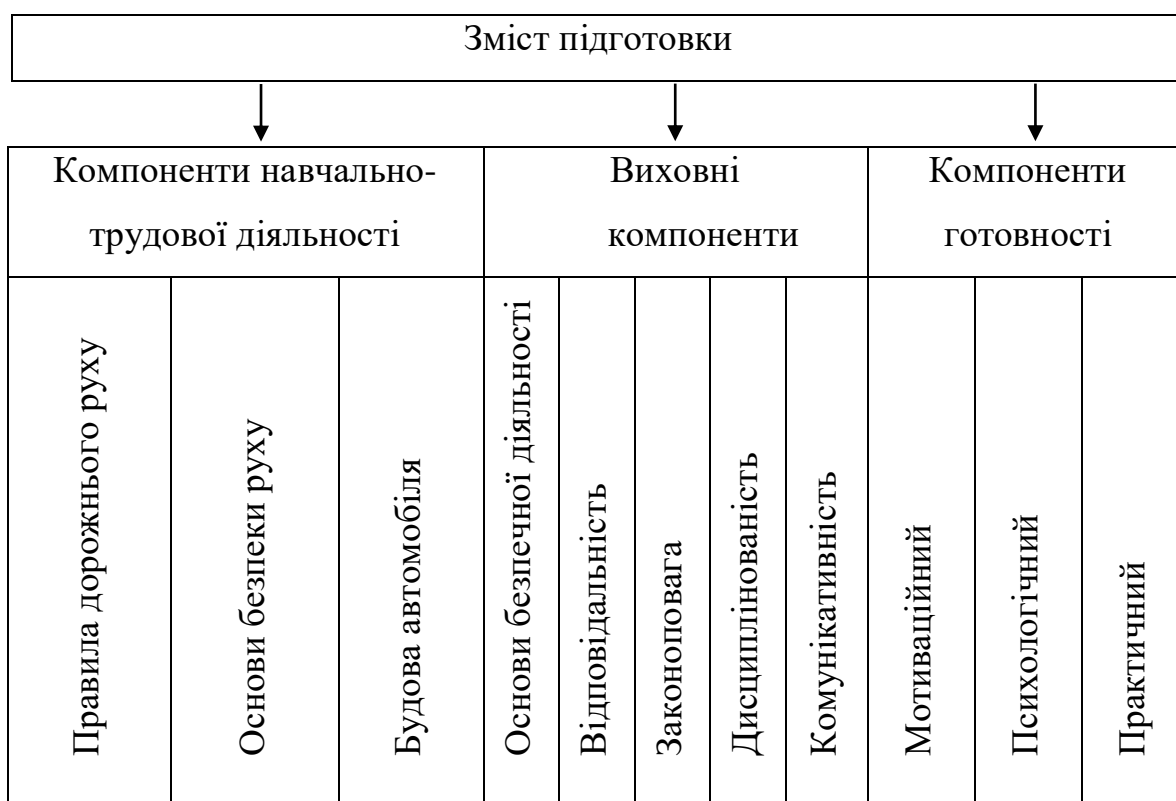 Зміст підготовки
Компоненти навчально-
трудової діяльності
Виховні
компоненти
Компоненти
готовності
Правила дорожнього руху
Основи безпеки руху
Будова автомобіля
Основи безпечної діяльності
Відповідальність
Законоповага
Дисциплінованість
Комунікативність
Мотиваційний
Психологічний
Практичний